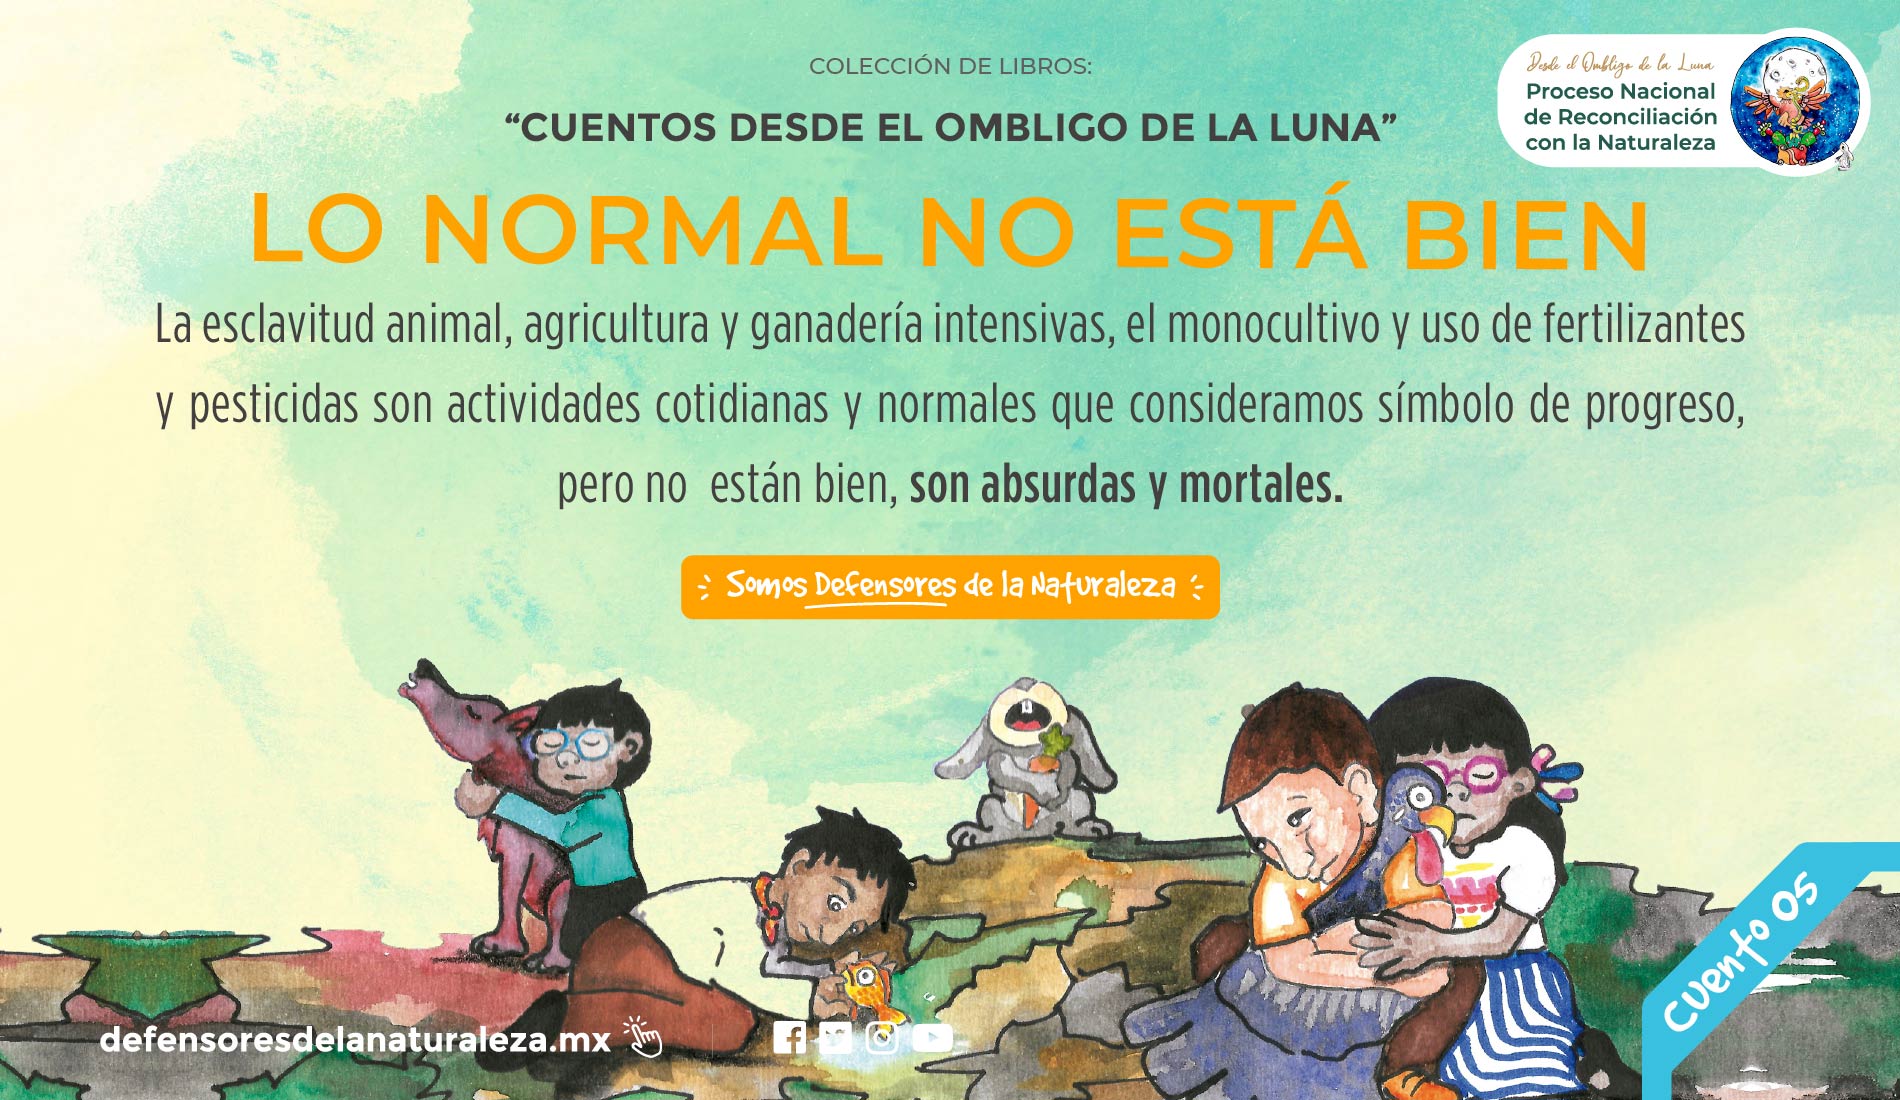 COLECCIÓN DE LIBROS:
“CUENTOS DESDE EL OMBLIGO DE LA LUNA”
Desde el Ombligo de la Luna
Proceso Nacional
de Reconciliación
con la Naturaleza
LO NORMAL NO ESTÁ BIEN
La esclavitud animal, agricultura y ganadería intensivas, el monocultivo y uso de fertilizantes
y pesticidas son actividades cotidianas y normales que consideramos símbolo de progreso,
pero no están bien, son absurdas y mortales.
Somos Defensores de la Naturaleza
Cuento 05
defensoresdelanaturaleza.mx